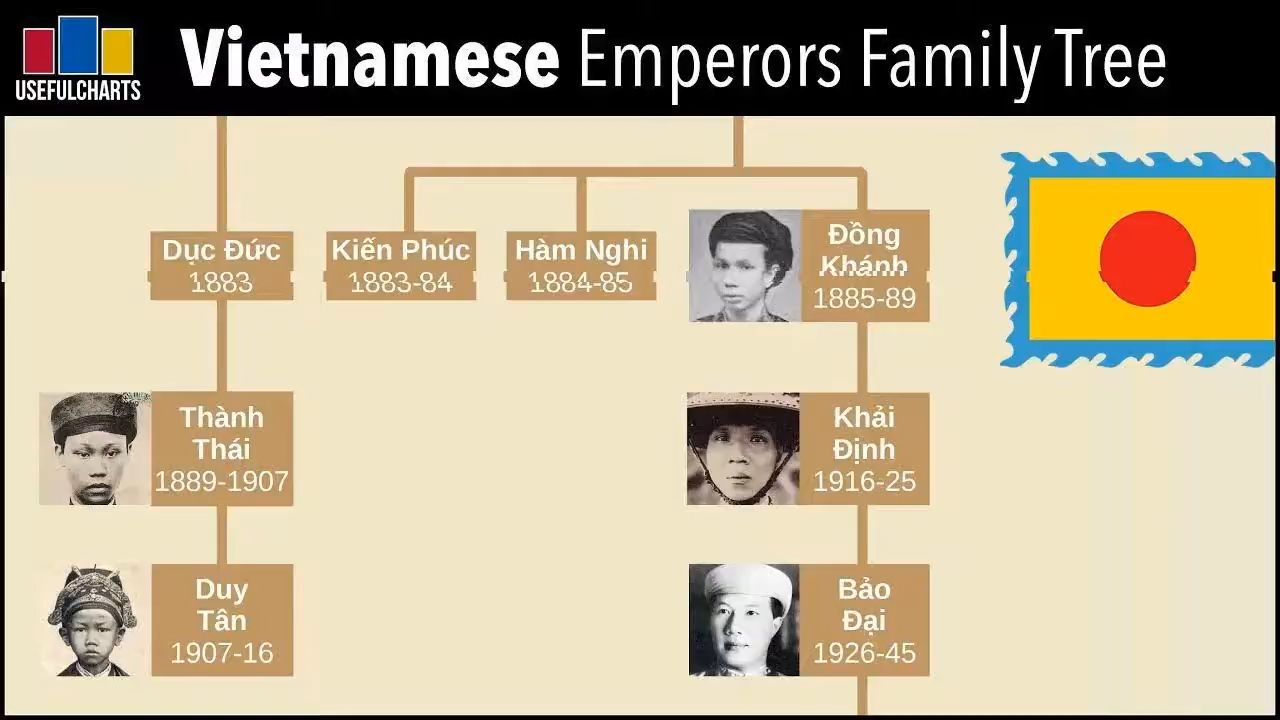 USEFULCHARTS
Vietnamese Emperors Family Tree
Dục Đức
1883
Kiến Phúc
1883-84
Hàm Nghi
1884-85
Đồng
Khánh
1885-89
Thành
Thái
1889-1907
Khải
Định
1916-25
Duy
Tân
1907-16
Bảo
Đại
1926-45